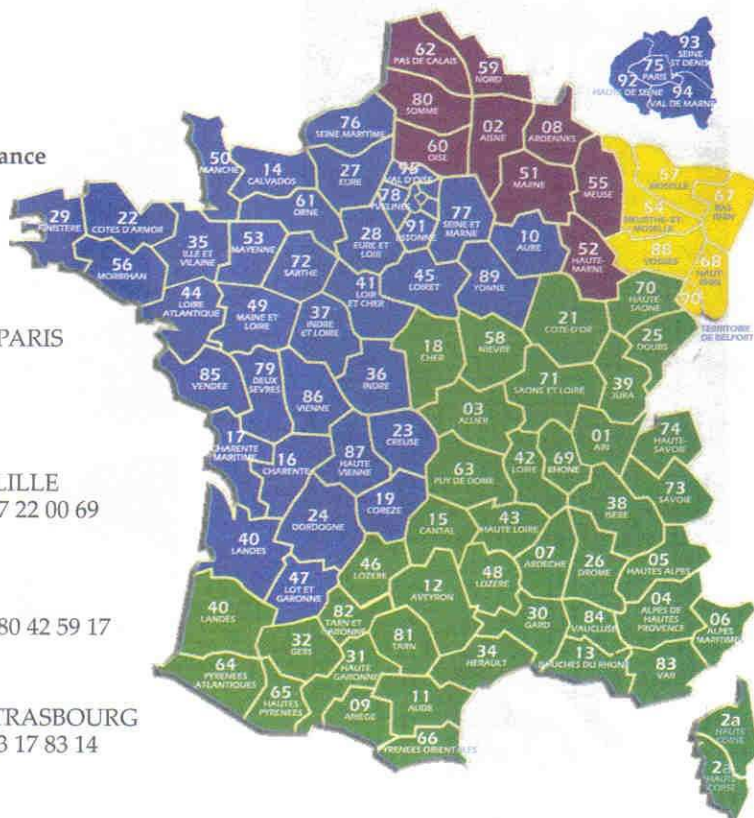 ance
PARIS
LILLE
7 22 00 69
80 42 59 17
TRASBOURG
3 17 83 14
62
PAS DE CALAIS
59
NORD
80
SOMME
02
AISNE
08
ARDENNES
60
OISE
51
MARNE
55
MEUSE
52
HAUTE-
MARNE
93
SEINE
ST DENIS
75
PARIS
92
HAUTS DE SEINE
94
VAL DE MARNE
57
MOSELLE
54
MEURTHE-ET-
MOSELLE
67
BAS
RHIN
88
VOSGES
68
HAUT
RHIN
90
TERRITOIRE
DE BELFORT
76
SEINE MARITIME
50
MANCHE
14
CALVADOS
27
EURE
95
VAL D'OISE
78
YVELINES
91
ESSONNE
77
SEINE ET
MARNE
61
ORNE
28
EURE ET
LOIR
10
AUBE
29
FINISTERE
22
COTES D'ARMOR
56
MORBIHAN
35
ILLE ET
VILAINE
53
MAYENNE
72
SARTHE
41
LOIR
ET CHER
45
LOIRET
89
YONNE
44
LOIRE
ATLANTIQUE
49
MAINE ET
LOIRE
37
INDRE
ET LOIRE
85
VENDEE
79
DEUX
SEVRES
86
VIENNE
36
INDRE
17
CHARENTE
MARITIME
16
CHARENTE
87
HAUTE
VIENNE
23
CREUSE
19
COREZE
24
DORDOGNE
40
LANDES
47
LOT ET
GARONNE
21
COTE-D'OR
70
HAUTE-
SAONE
25
DOUBS
18
CHER
58
NIEVRE
71
SAONS ET LOIRE
39
JURA
03
ALLIER
01
AIN
74
HAUTE-
SAVOIE
63
PUY DE DOME
42
LOIRE
69
RHONE
73
SAVOIE
38
ISERE
15
CANTAL
43
HAUTE LOIRE
07
ARDECHE
26
DROME
05
HAUTES ALPES
46
LOZERE
12
AVEYRON
48
LOZERE
04
ALPES DE
HAUTES
PROVENCE
06
ALPES
MARITIMES
40
LANDES
82
TARN ET
GARONNE
30
GARD
84
VAUCLUSE
32
GERS
81
TARN
13
BOUCHES DU RHONE
83
VAR
64
PYRENEES
ATLANTIQUES
31
HAUTE
GARONNE
34
HERAULT
65
HAUTES
PYRENEES
09
ARIEGE
11
AUDE
66
PYRENEES ORIENTALES
2a
HAUTE
CORSE
2a
HAUTE
CORSE